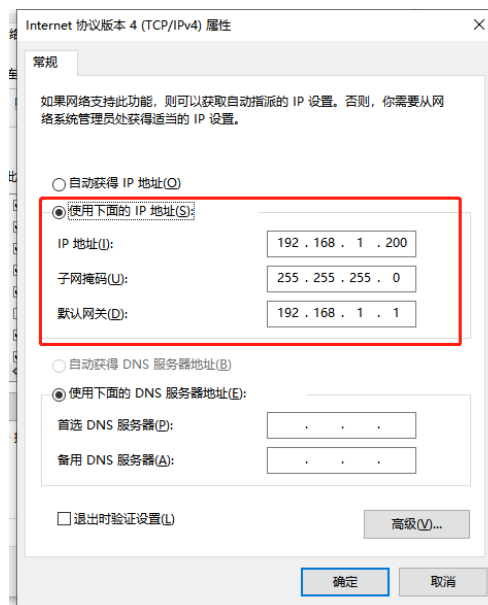 Internet 协议版本 4 (TCP/IPv4) 属性
常规
如果网络支持此功能，则可以获取自动指派的 IP 设置。否则，你需要从网
络系统管理员处获得适当的 IP 设置。
自动获得 IP 地址(O)
使用下面的 IP 地址(S):
IP 地址(I): 192 . 168 . 1 . 200
子网掩码(U): 255 . 255 . 255 . 0
默认网关(D): 192 . 168 . 1 . 1
自动获得 DNS 服务器地址(B)
使用下面的 DNS 服务器地址(E):
首选 DNS 服务器(P): . . .
备用 DNS 服务器(A): . . .
退出时验证设置(L)
高级(V)...
确定 取消